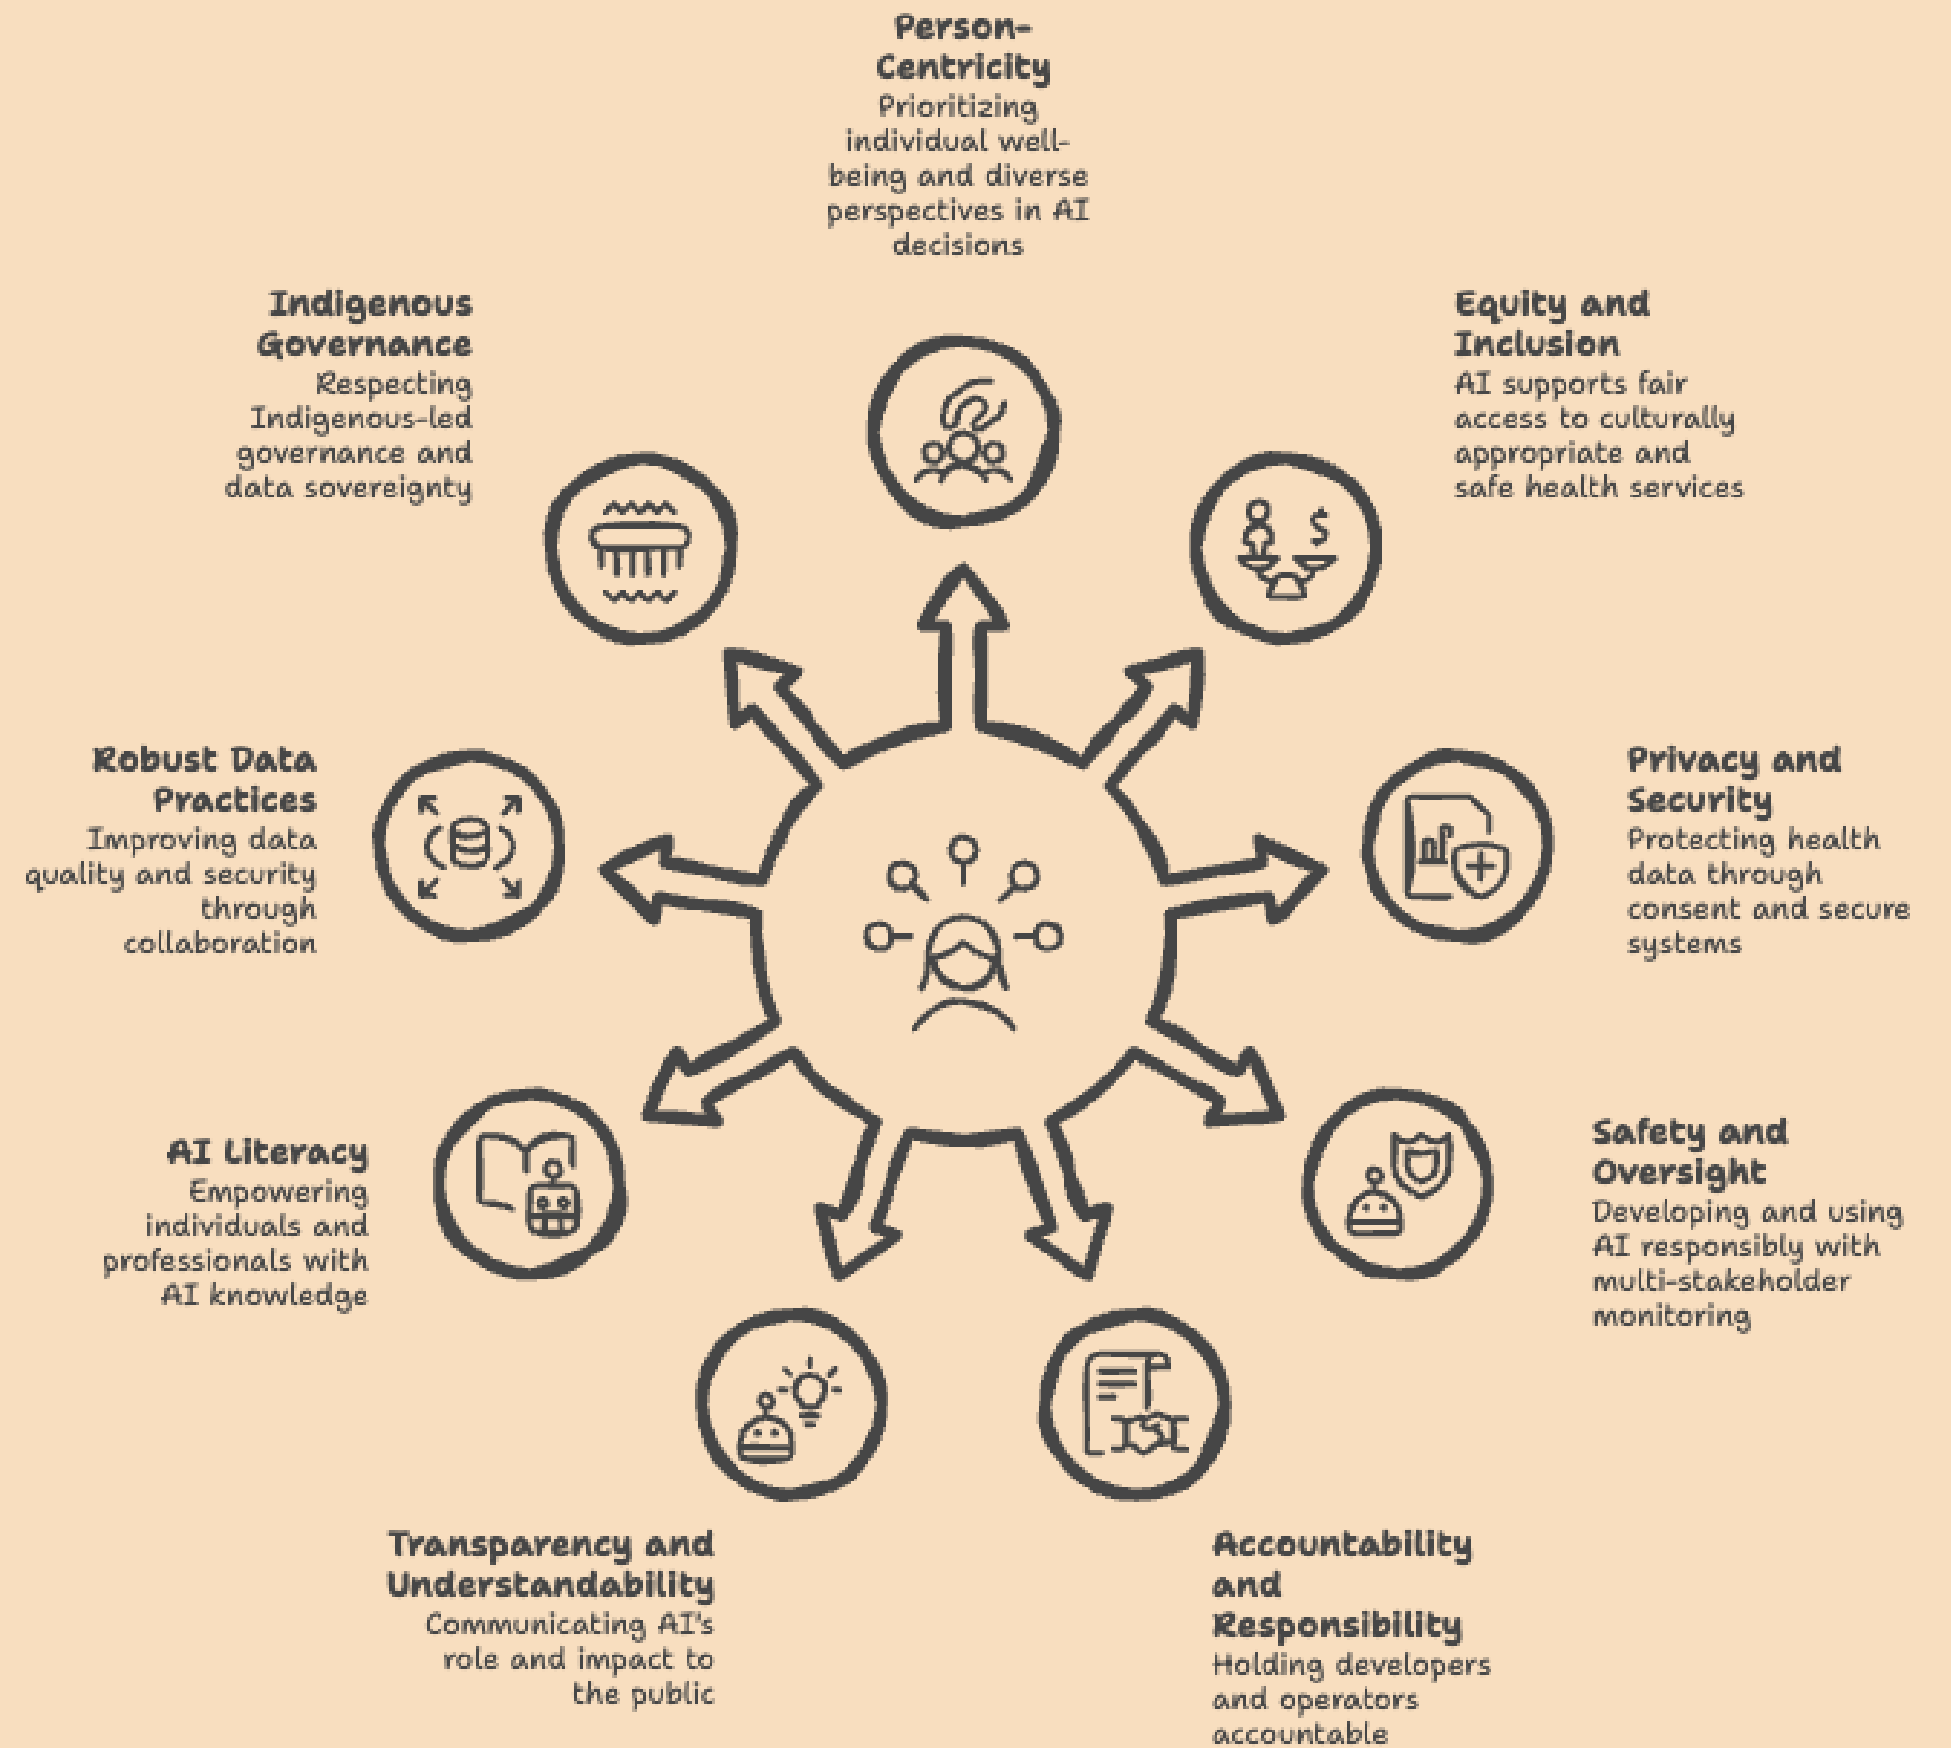 Person-
Centricity
Prioritizing
individual well-
being and diverse
perspectives in AI
decisions
Indigenous
Governance
Respecting
Indigenous-led
governance and
data sovereignty
Equity and
Inclusion
AI supports fair
access to culturally
appropriate and
safe health services
$
Robust Data
Practices
Improving data
quality and security
through
collaboration
Privacy and
Security
Protecting health
data through
consent and secure
systems
AI Literacy
Empowering
individuals and
professionals with
AI knowledge
Safety and
Oversight
Developing and using
AI responsibly with
multi-stakeholder
monitoring
Transparency and
Understandability
Communicating AI's
role and impact to
the public
Accountability
and
Responsibility
Holding developers
and operators
accountable